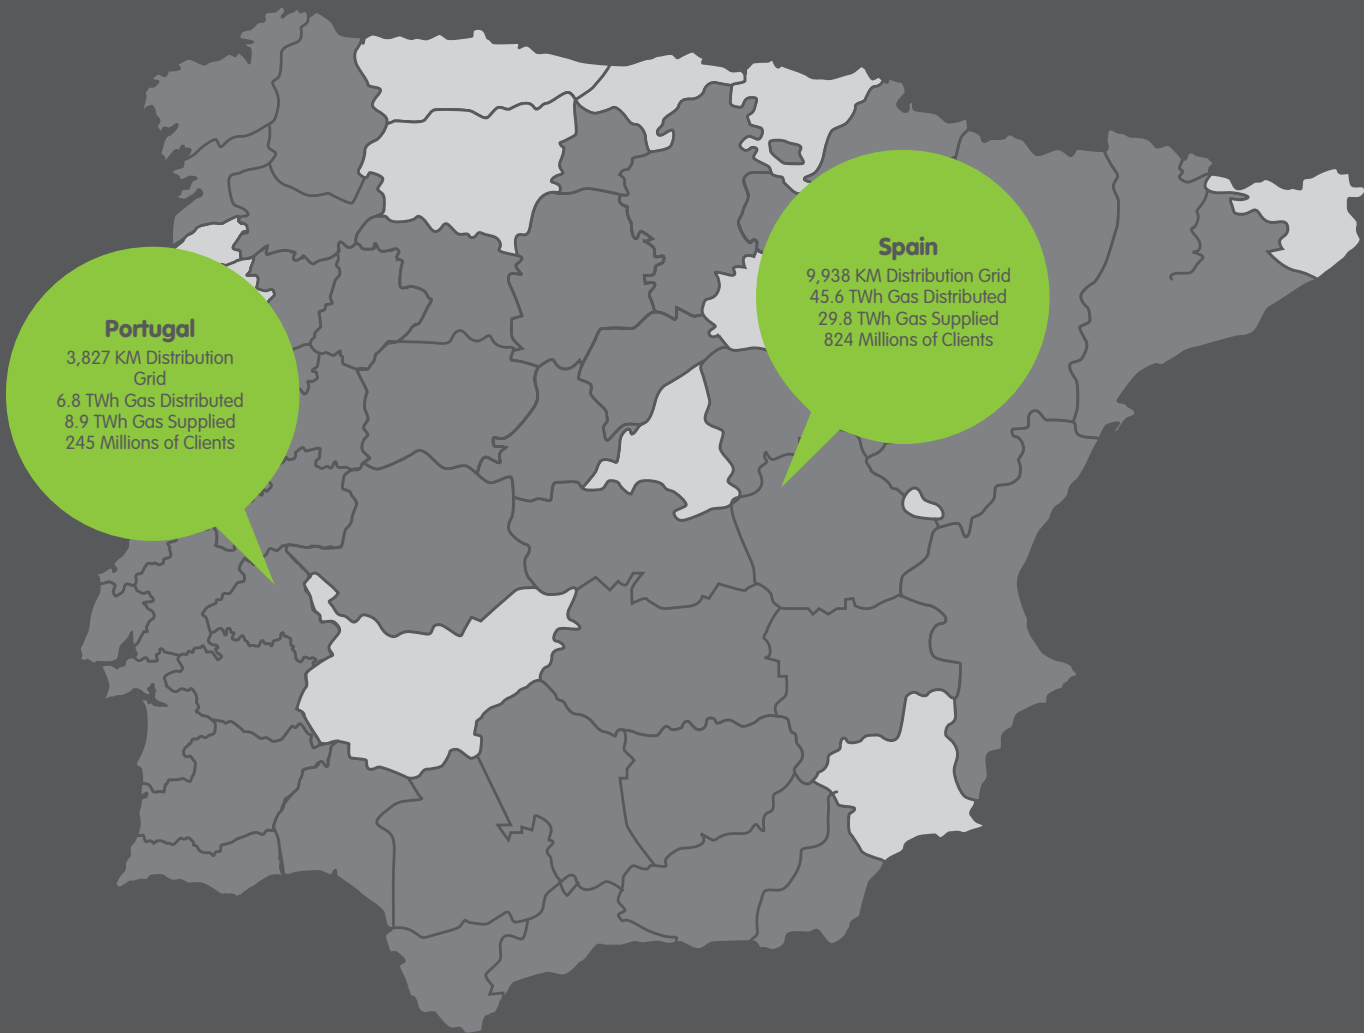 Portugal
3,827 KM Distribution
Grid
6.8 TWh Gas Distributed
8.9 TWh Gas Supplied
245 Millions of Clients
Spain
9,938 KM Distribution Grid
45.6 TWh Gas Distributed
29.8 TWh Gas Supplied
824 Millions of Clients